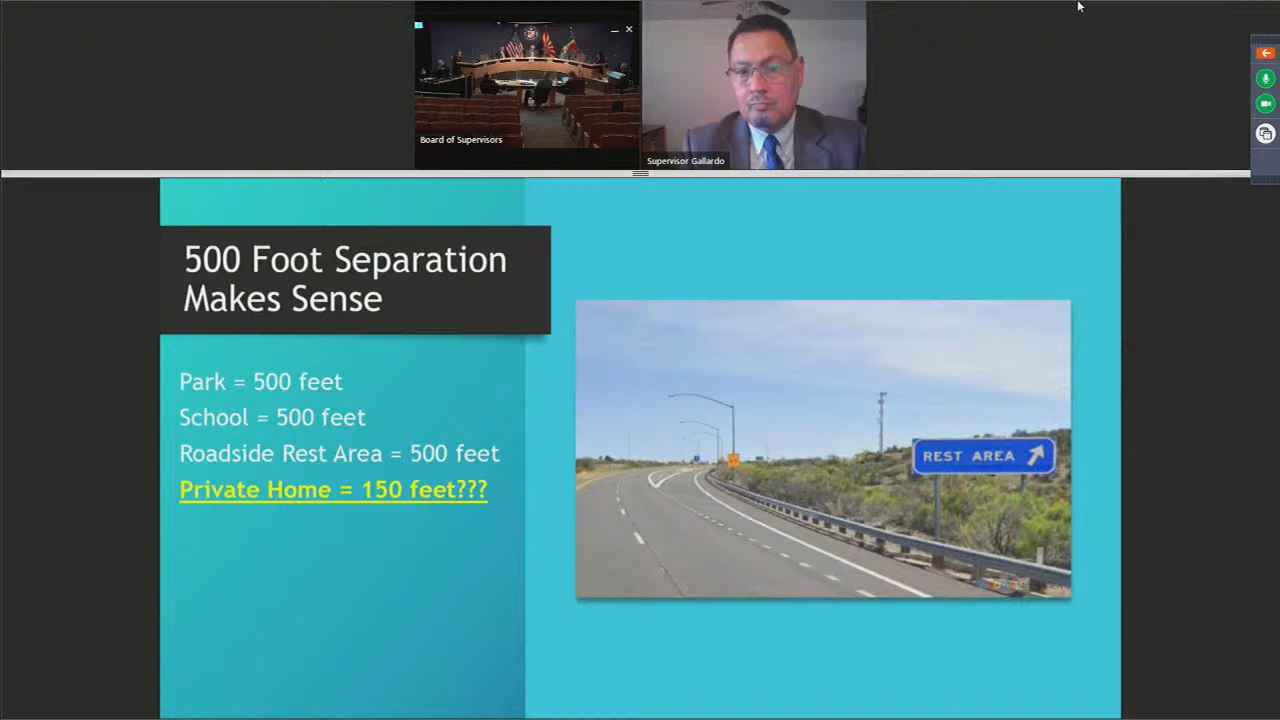 Board of Supervisors
Supervisor Gallardo
500 Foot Separation
Makes Sense
Park = 500 feet
School = 500 feet
Roadside Rest Area = 500 feet
Private Home = 150 feet???
REST AREA